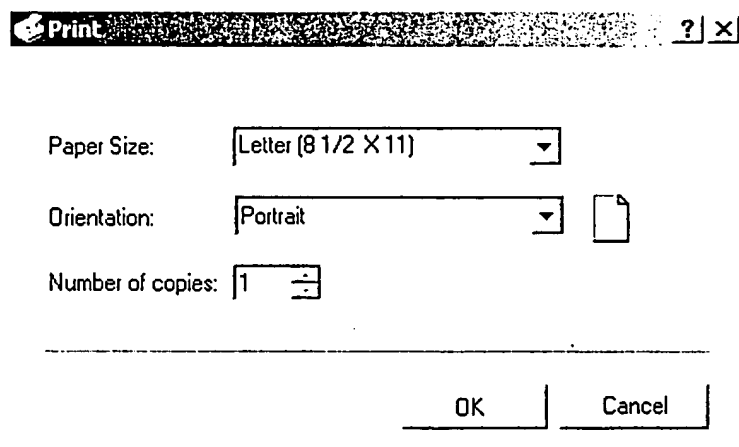 Print ? X
Paper Size: Letter (8 1/2 X 11)
Orientation: Portrait
Number of copies: 1
OK Cancel